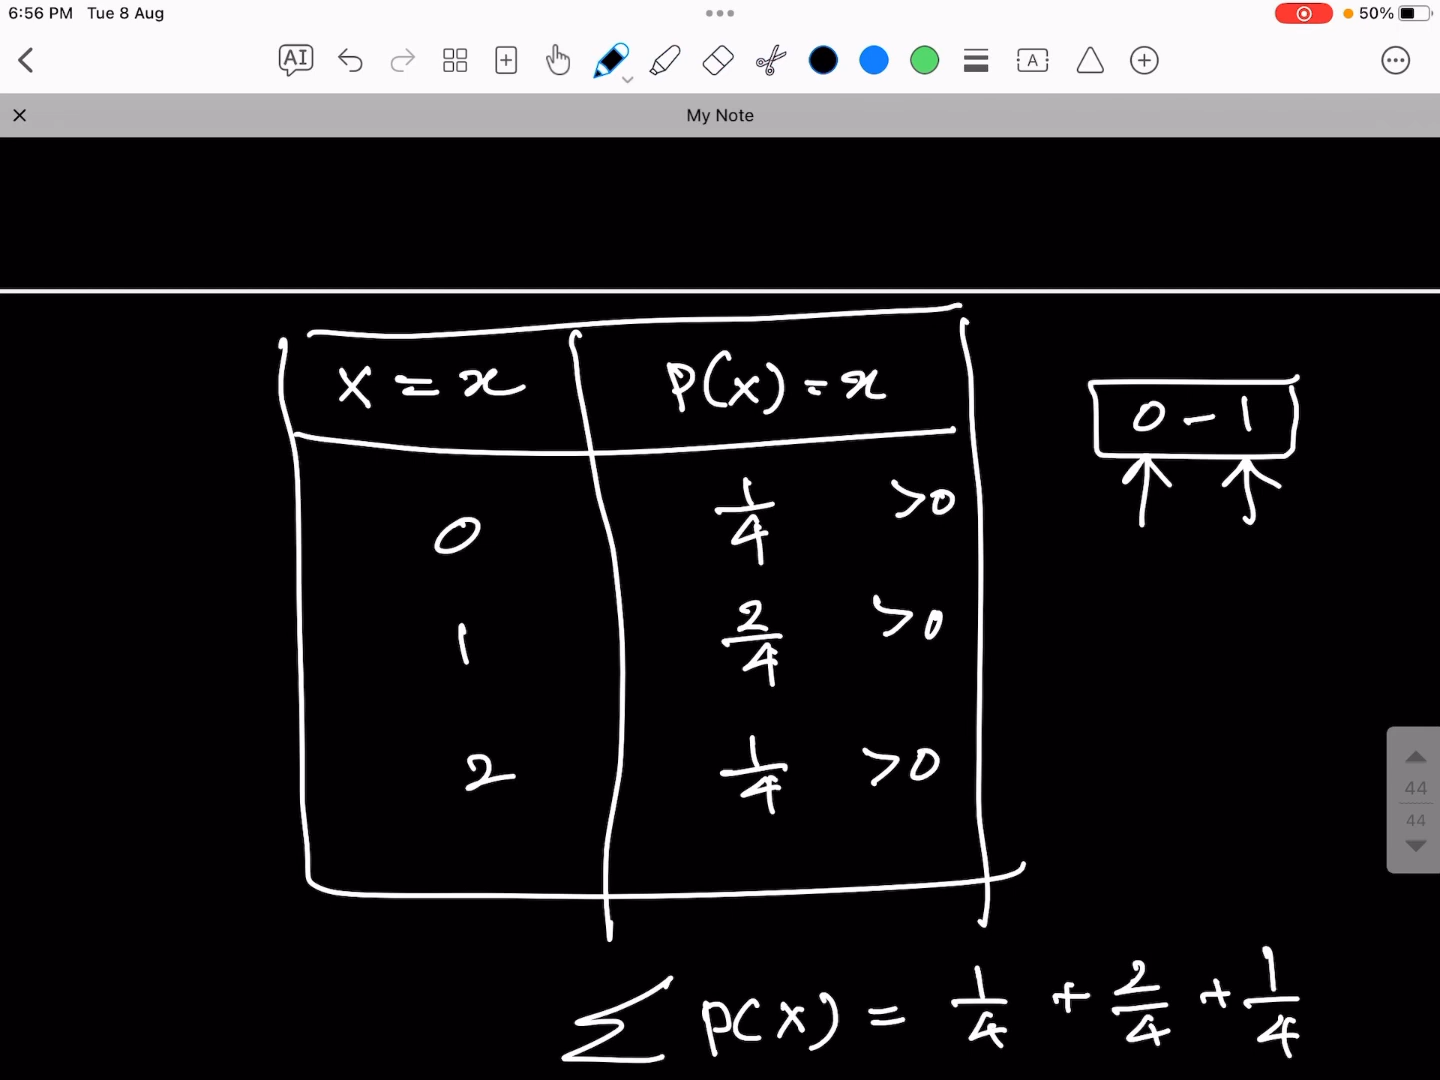 6:56 PM Tue 8 Aug
50%
AI
A
My Note
X = x P(X) = x
0 - 1
0 1/4 >0
1 2/4 >0
2 1/4 >0
44
44
∑ P(X) = 1/4 + 2/4 + 1/4